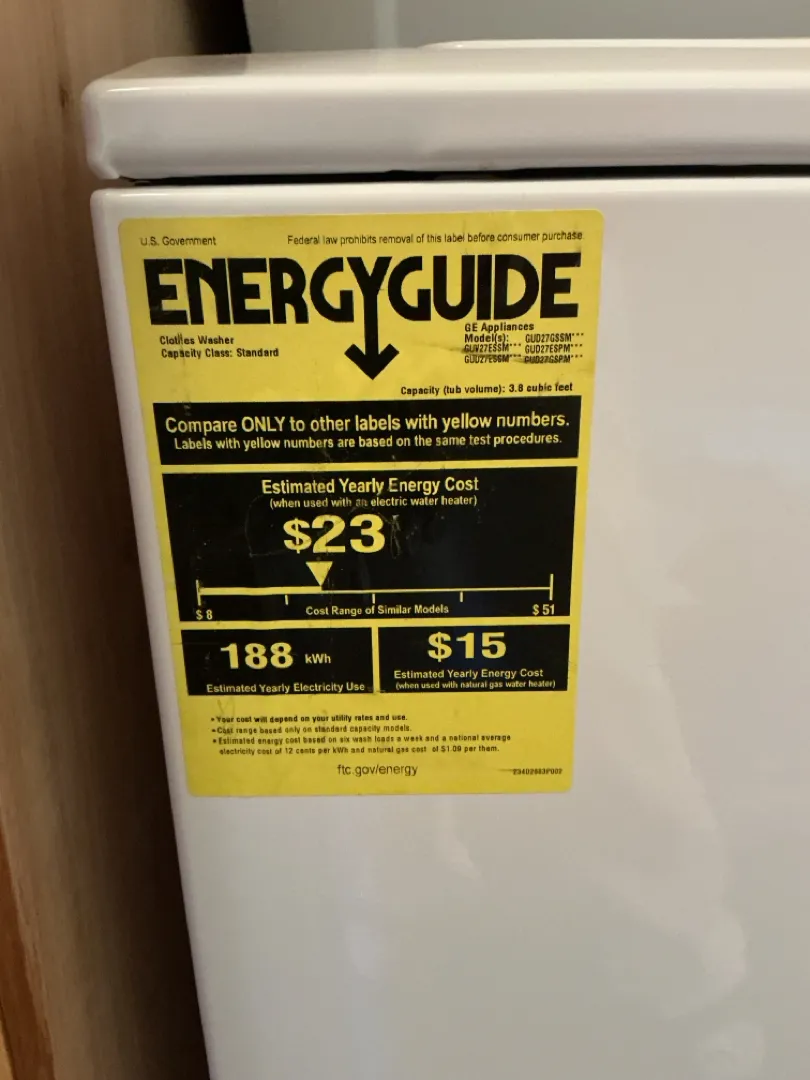 U.S. Government
Federal law prohibits removal of this label before consumer purchase.
ENERGYGUIDE
Clothes Washer
Capacity Class: Standard
GE Appliances
Model(s): GUD27GSSM***
GUV27ESSM*** GUD27ESPM***
GUD27GSPM***
Capacity (tub volume): 3.8 cubic feet
Compare ONLY to other labels with yellow numbers.
Labels with yellow numbers are based on the same test procedures.
Estimated Yearly Energy Cost
(when used with an electric water heater)
$23
$8
Cost Range of Similar Models
$51
188 kWh
Estimated Yearly Electricity Use
$15
Estimated Yearly Energy Cost
(when used with natural gas water heater)
• Your cost will depend on your utility rates and use.
• Cost range based only on standard capacity models.
• Estimated energy cost based on six wash loads a week and a national average
electricity cost of 12 cents per kWh and natural gas cost of $1.09 per therm.
ftc.gov/energy